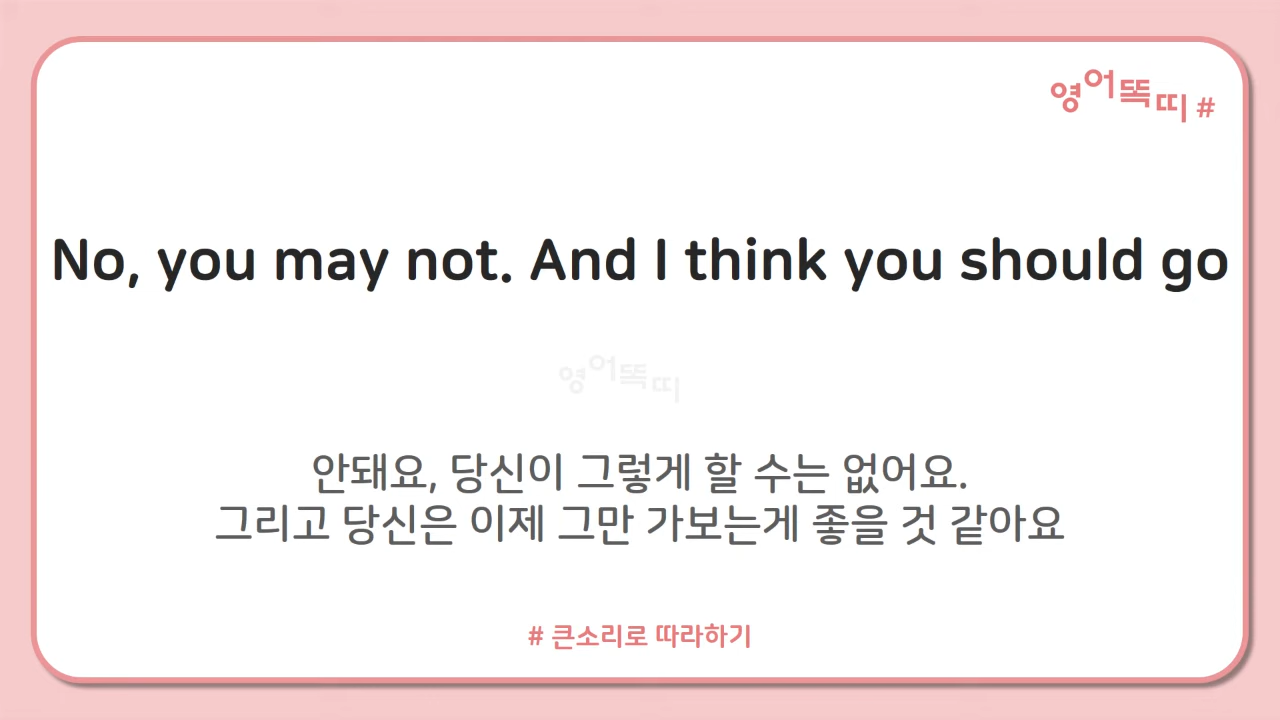 영어똑띠 #
No, you may not. And I think you should go
영어똑띠
안돼요, 당신이 그렇게 할 수는 없어요.
그리고 당신은 이제 그만 가보는게 좋을 것 같아요
# 큰소리로 따라하기